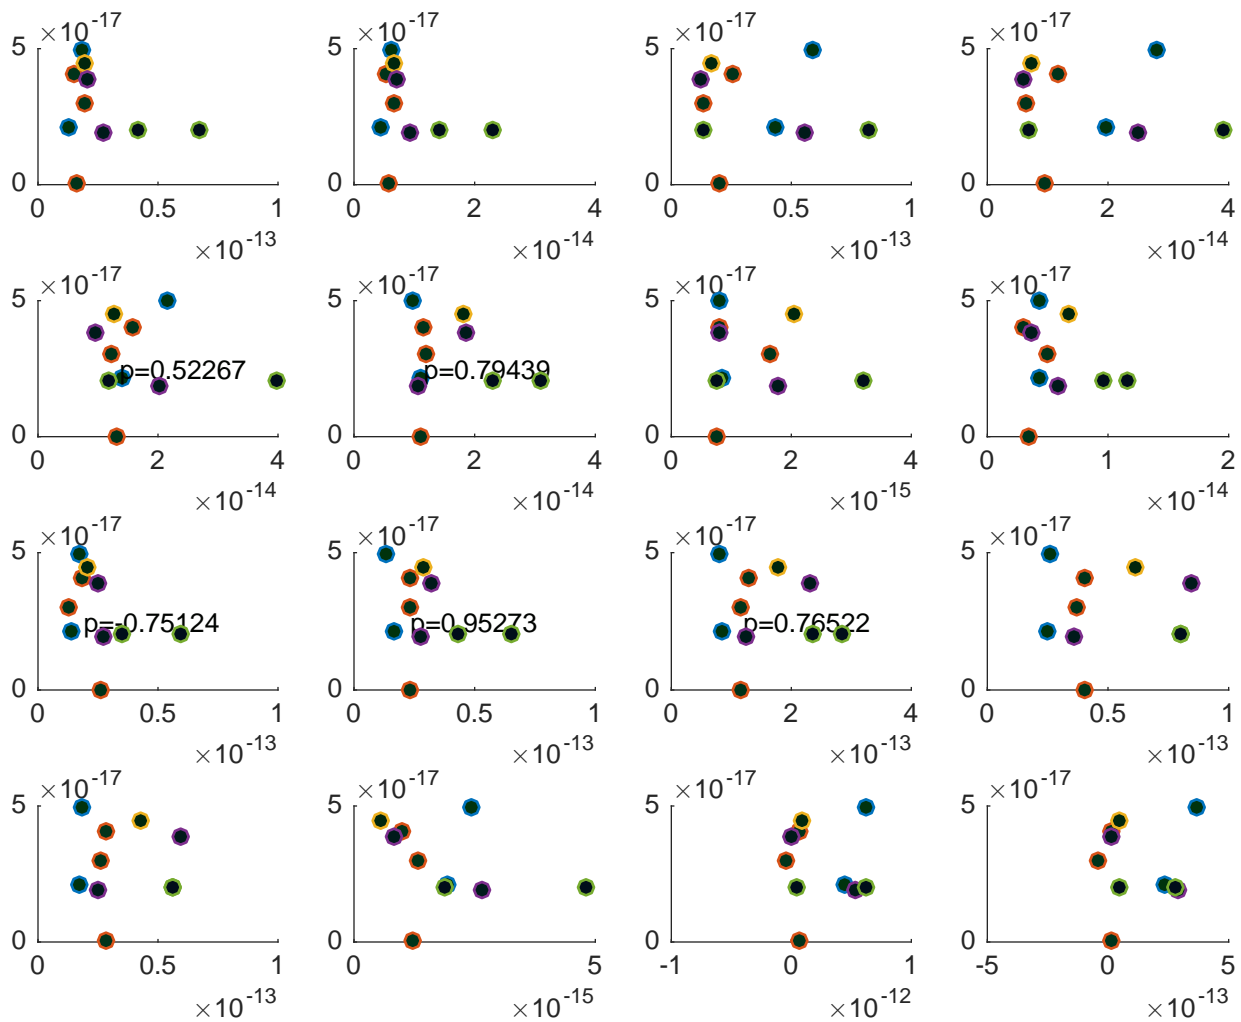 ×10-17 ×10-17 ×10-17 ×10-17
5 5 5 5
0 0 0 0
0 0.5 1 0 2 4 0 0.5 1 0 2 4
×10-13 ×10-14 ×10-13 ×10-14
×10-17 ×10-17 ×10-17 ×10-17
5 5 5 5
p=0.52267 p=0.79439
0 0 0 0
0 2 4 0 2 4 0 2 4 0 1 2
×10-14 ×10-14 ×10-15 ×10-14
×10-17 ×10-17 ×10-17 ×10-17
5 5 5 5
p=-0.75124 p=0.95273 p=0.76522
0 0 0 0
0 0.5 1 0 0.5 1 0 2 4 0 0.5 1
×10-13 ×10-13 ×10-13 ×10-13
×10-17 ×10-17 ×10-17 ×10-17
5 5 5 5
0 0 0 0
0 0.5 1 0 5 -1 0 1 -5 0 5
×10-13 ×10-15 ×10-12 ×10-13